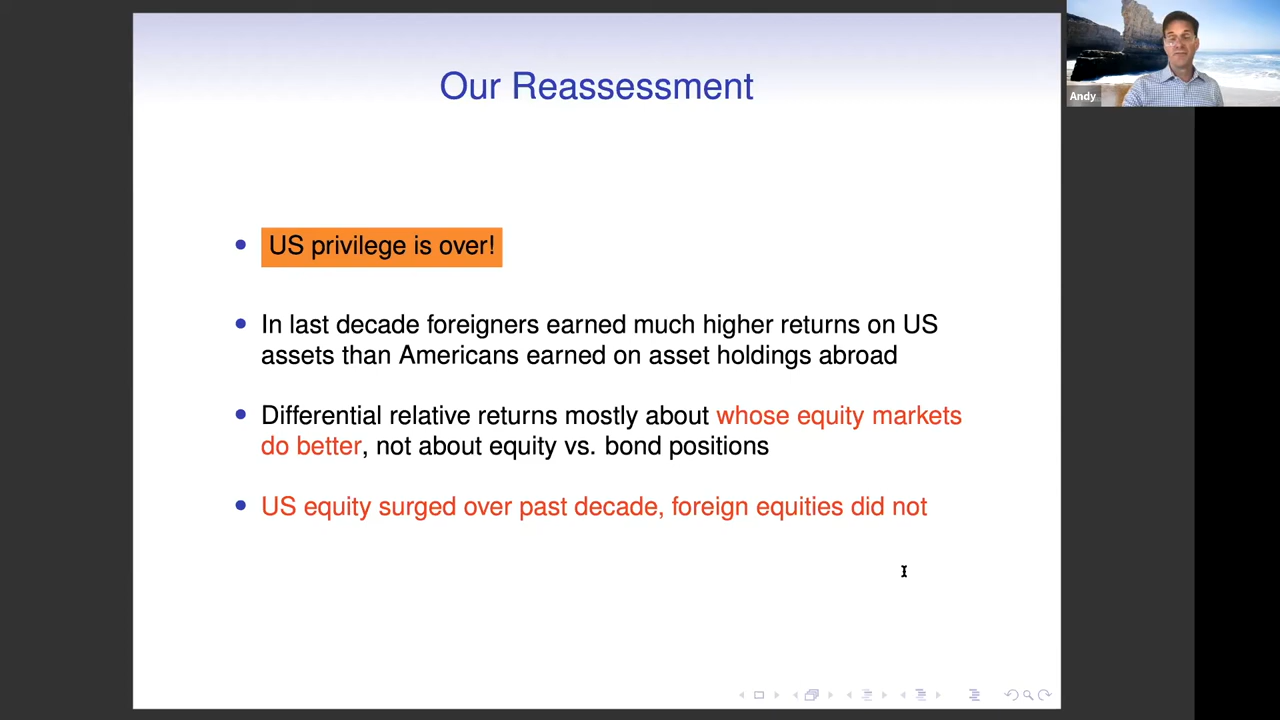 Our Reassessment
Andy
US privilege is over!
In last decade foreigners earned much higher returns on US
assets than Americans earned on asset holdings abroad
Differential relative returns mostly about whose equity markets
do better, not about equity vs. bond positions
US equity surged over past decade, foreign equities did not